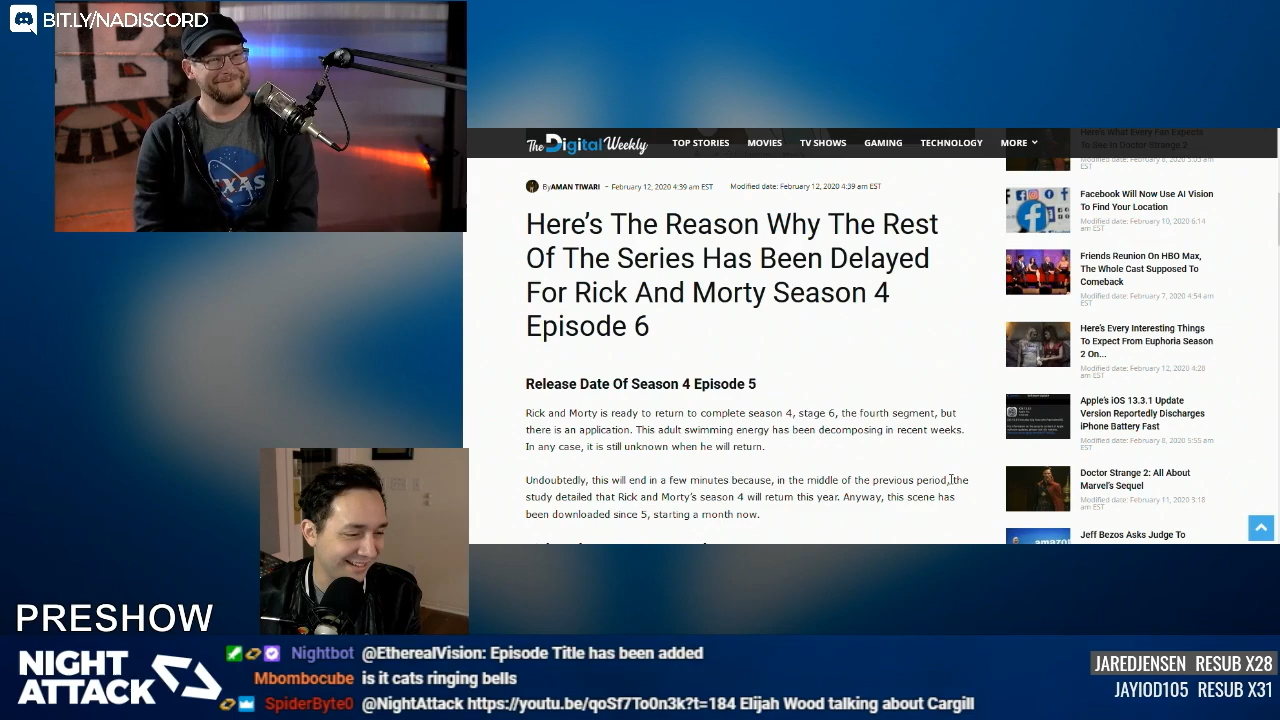 BIT.LY/NADISCORD
TEXAS
The Digital Weekly
TOP STORIES MOVIES TV SHOWS GAMING TECHNOLOGY MORE
By AMAN TIWARI - February 12, 2020 4:39 am EST Modified date: February 12, 2020 4:39 am EST
Here's The Reason Why The Rest
Of The Series Has Been Delayed
For Rick And Morty Season 4
Episode 6
Release Date Of Season 4 Episode 5
Rick and Morty is ready to return to complete season 4, stage 6, the fourth segment, but
there is an application. This adult swimming energy has been decomposing in recent weeks.
In any case, it is still unknown when he will return.
Undoubtedly, this will end in a few minutes because, in the middle of the previous period, the
study detailed that Rick and Morty's season 4 will return this year. Anyway, this scene has
been downloaded since 5, starting a month now.
Here's What Every Fan Expects
To See In Doctor Strange 2...
Modified date: February 11, 2020 5:03
am EST
Facebook Will Now Use AI Vision
To Find Your Location
Modified date: February 10, 2020 6:14
am EST
Friends Reunion On HBO Max,
The Whole Cast Supposed To
Comeback
Modified date: February 7, 2020 4:54 am
EST
Here's Every Interesting Things
To Expect From Euphoria Season
2 On...
Modified date: February 12, 2020 4:28
am EST
Apple's iOS 13.3.1 Update
Version Reportedly Discharges
iPhone Battery Fast
Modified date: February 8, 2020 5:55 am
EST
Doctor Strange 2: All About
Marvel's Sequel
Modified date: February 11, 2020 3:18
am EST
Jeff Bezos Asks Judge To
amazon
PRESHOW
NIGHT
ATTACK
Nightbot @EtherealVision: Episode Title has been added
Mbombocube is it cats ringing bells
SpiderByte0 @NightAttack https://youtu.be/qoSf7To0n3k?t=184 Elijah Wood talking about Cargill
JAREDJENSEN RESUB X28
JAYIOD105 RESUB X31